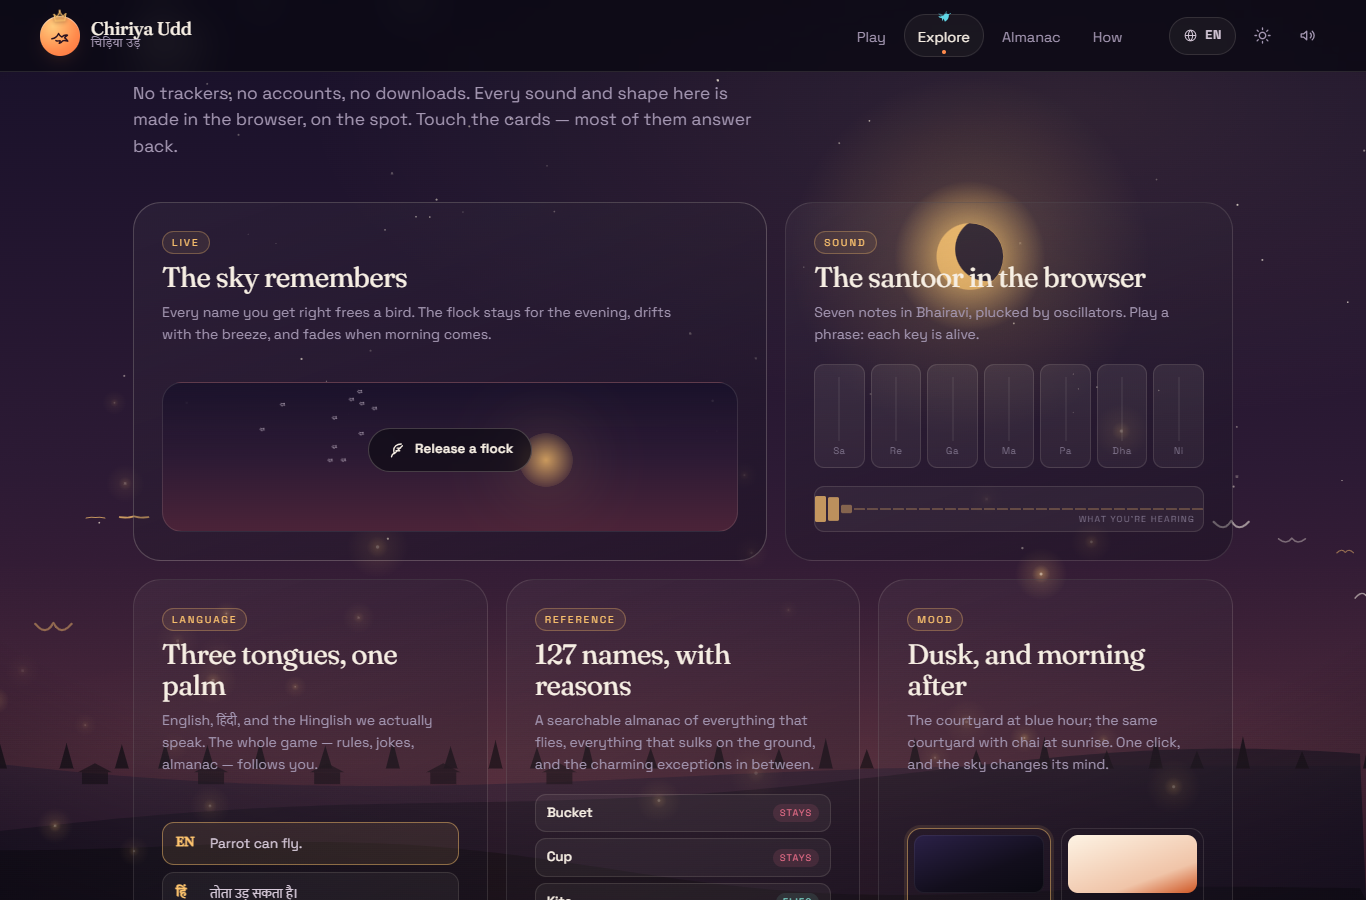 Chiriya Udd
चिड़िया उड़
Play
Explore
Almanac
How
EN
No trackers, no accounts, no downloads. Every sound and shape here is
made in the browser, on the spot. Touch the cards — most of them answer
back.
LIVE
The sky remembers
Every name you get right frees a bird. The flock stays for the evening, drifts
with the breeze, and fades when morning comes.
Release a flock
SOUND
The santoor in the browser
Seven notes in Bhairavi, plucked by oscillators. Play a
phrase: each key is alive.
Sa
Re
Ga
Ma
Pa
Dha
Ni
WHAT YOU'RE HEARING
LANGUAGE
Three tongues, one
palm
English, हिंदी, and the Hinglish we actually
speak. The whole game — rules, jokes,
almanac — follows you.
EN
Parrot can fly.
हिं
तोता उड़ सकता है।
REFERENCE
127 names, with
reasons
A searchable almanac of everything that
flies, everything that sulks on the ground,
and the charming exceptions in between.
Bucket
STAYS
Cup
STAYS
Kite
FLIES
MOOD
Dusk, and morning
after
The courtyard at blue hour; the same
courtyard with chai at sunrise. One click,
and the sky changes its mind.